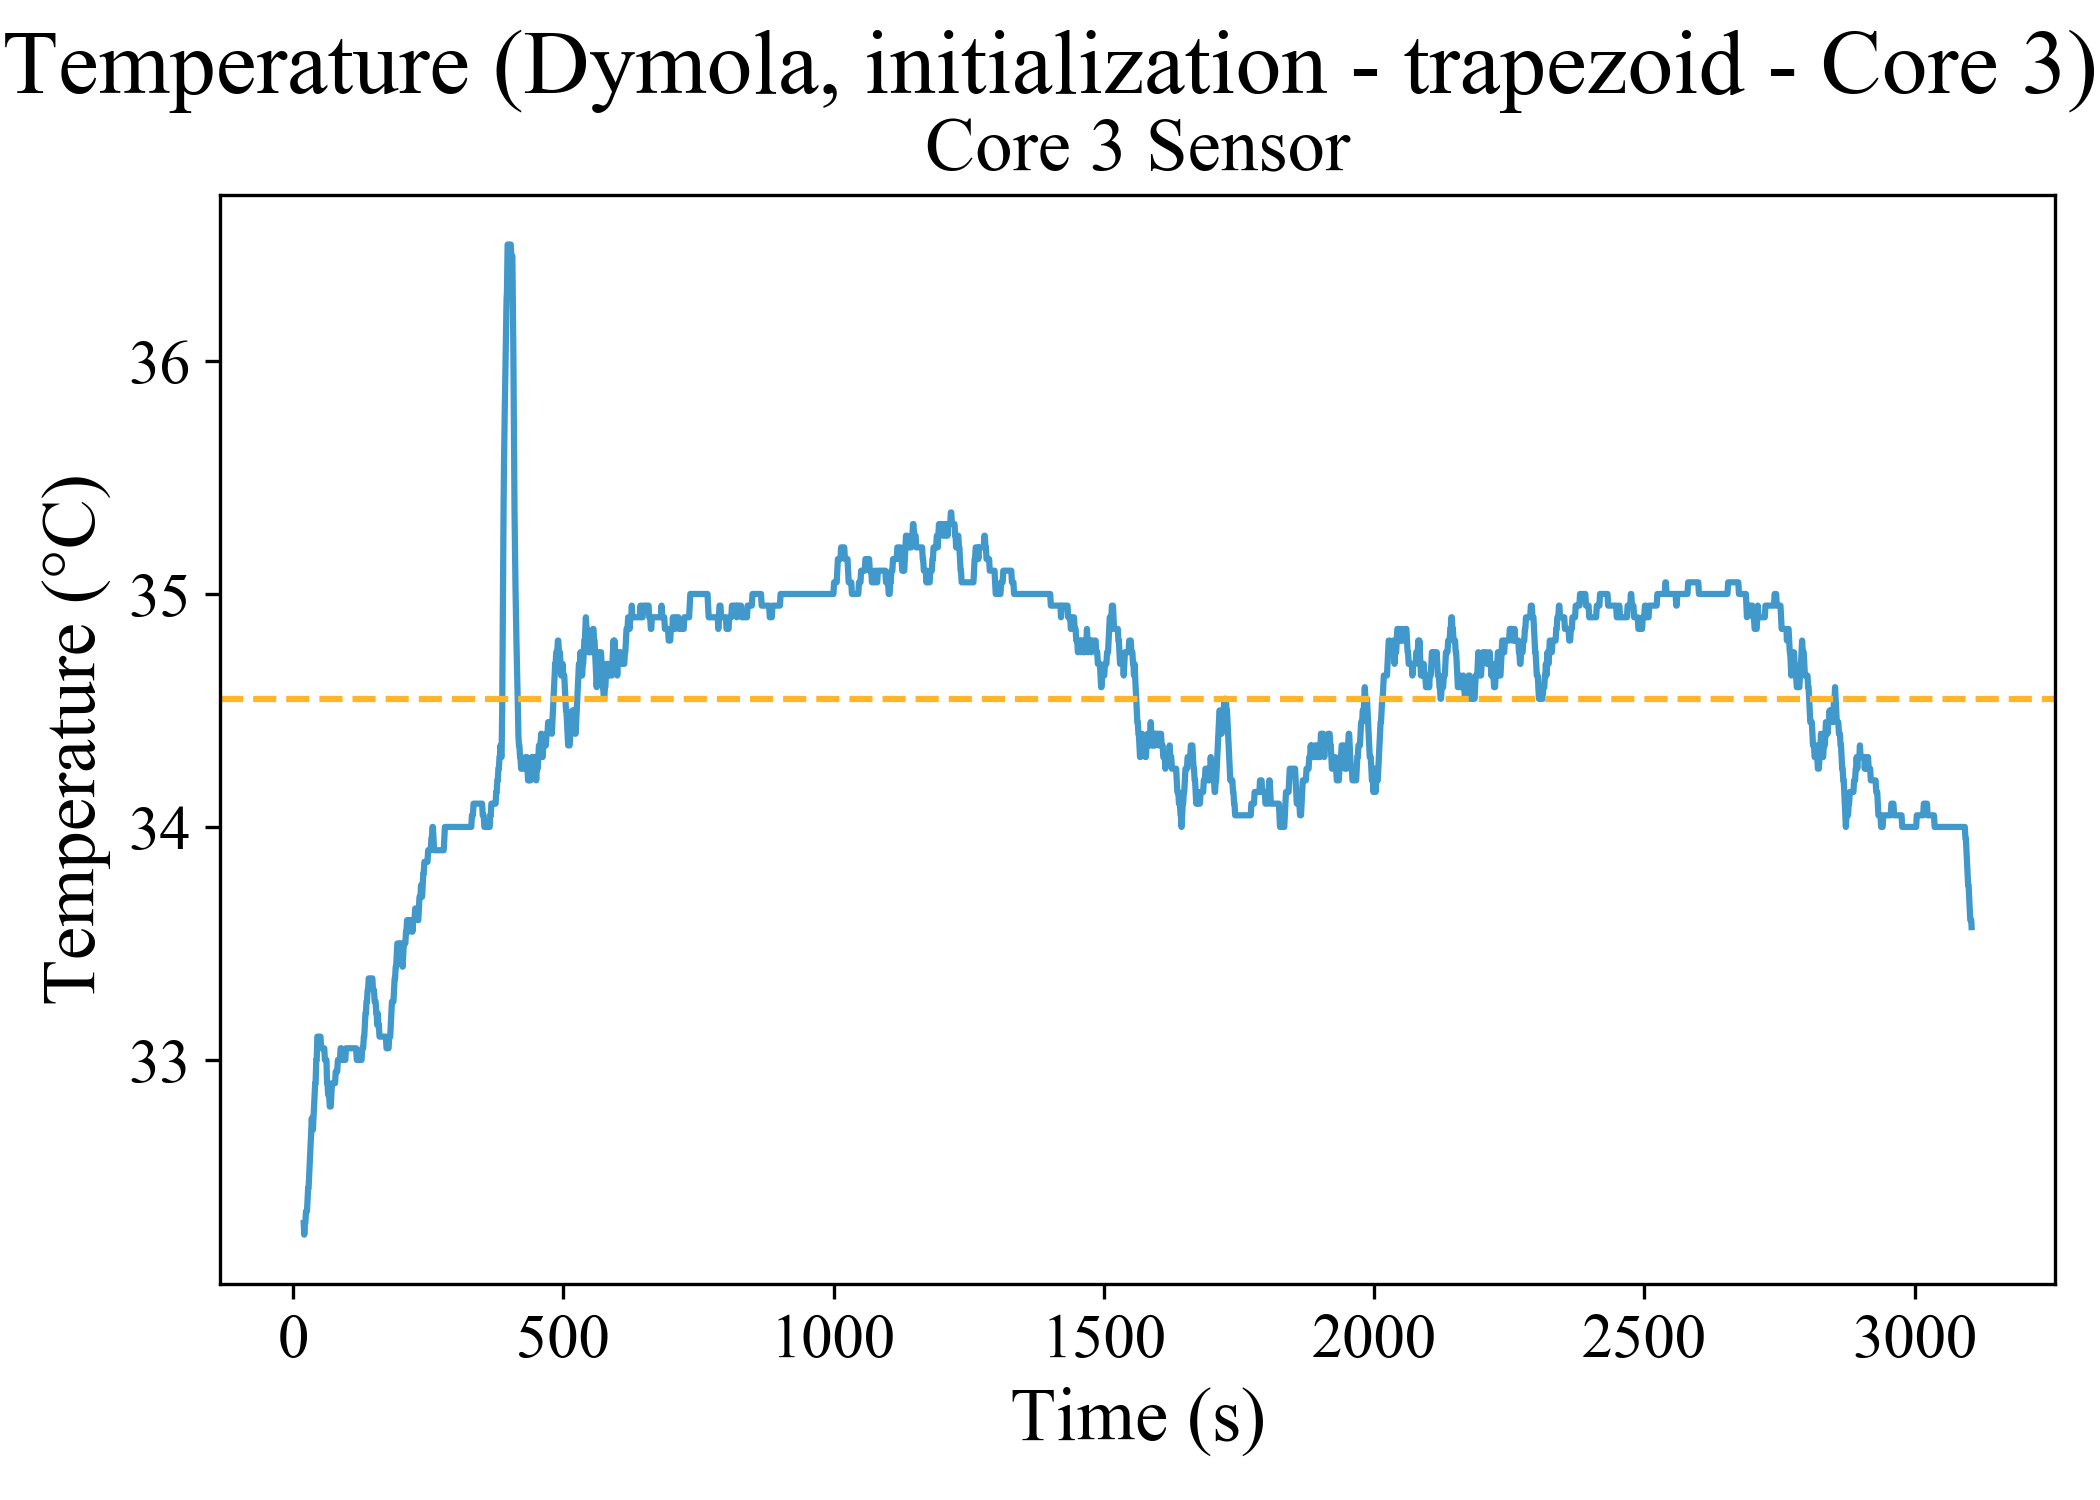 Temperature (Dymola, initialization - trapezoid - Core 3)
Core 3 Sensor
Temperature (°C)
36
35
34
33
0 500 1000 1500 2000 2500 3000
Time (s)